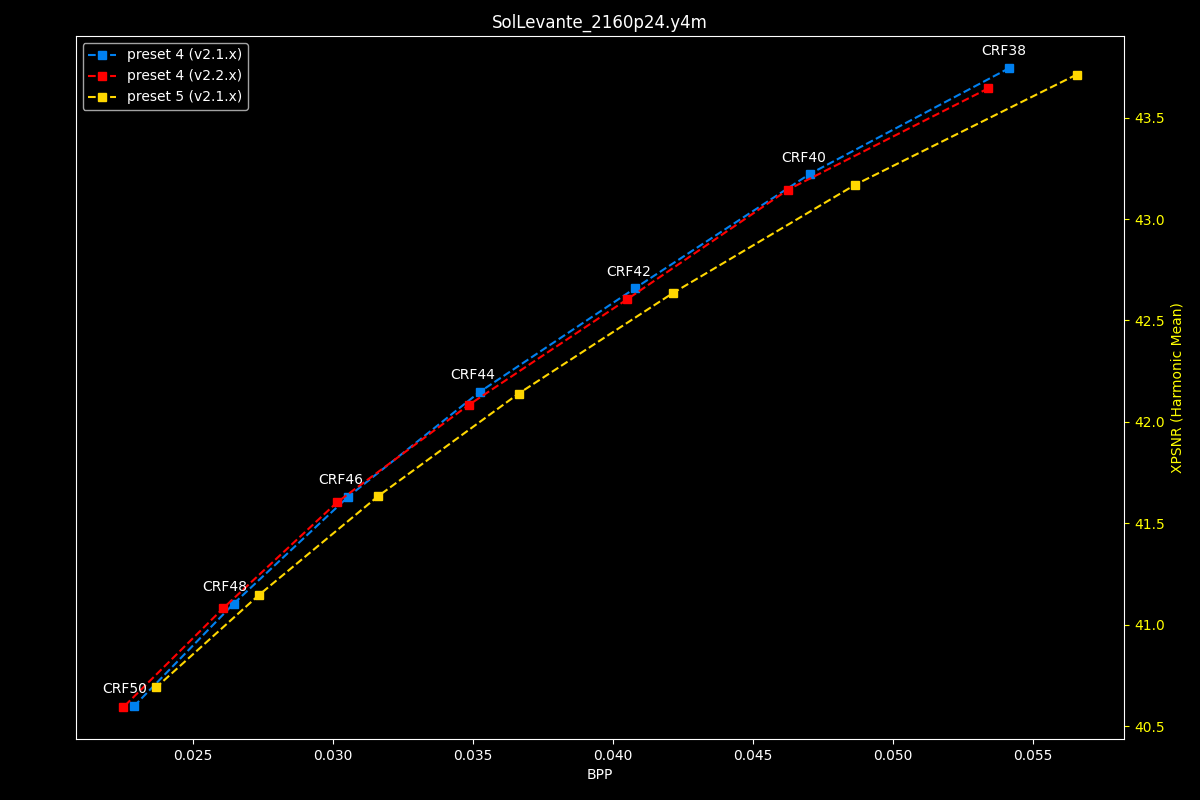 SolLevante_2160p24.y4m
preset 4 (v2.1.x)
preset 4 (v2.2.x)
preset 5 (v2.1.x)
CRF38
CRF40
CRF42
CRF44
CRF46
CRF48
CRF50
43.5
43.0
42.5
42.0
41.5
41.0
40.5
XPSNR (Harmonic Mean)
0.025 0.030 0.035 0.040 0.045 0.050 0.055
BPP